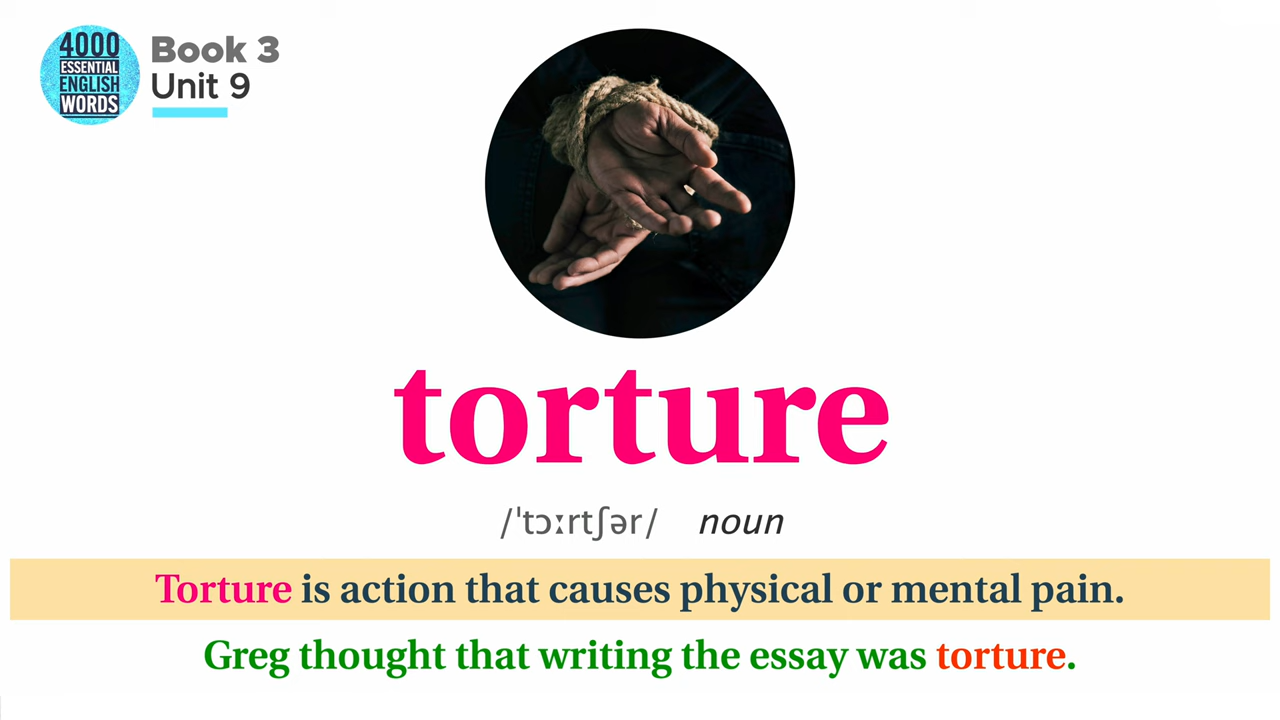 4000
ESSENTIAL
ENGLISH
WORDS
Book 3
Unit 9
torture
/ˈtɔːrtʃər/ noun
Torture is action that causes physical or mental pain.
Greg thought that writing the essay was torture.